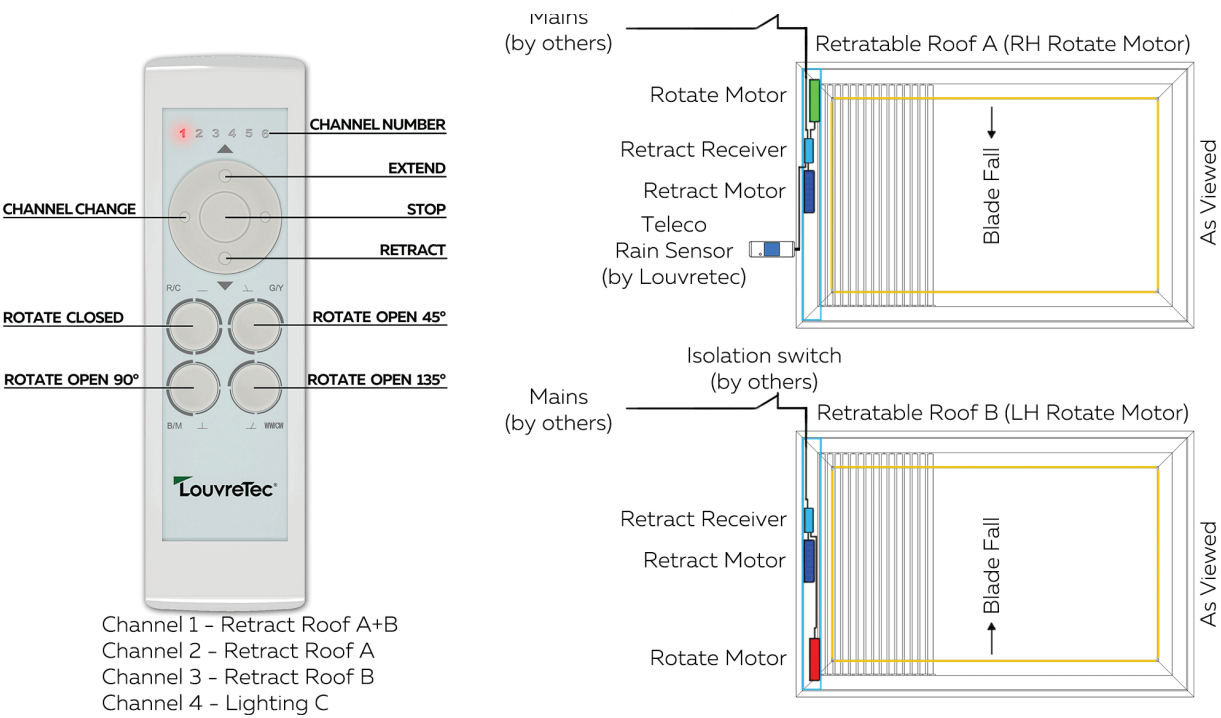 1 2 3 4 5 6
CHANNEL NUMBER
EXTEND
CHANNEL CHANGE
STOP
RETRACT
R/C
G/Y
ROTATE CLOSED
ROTATE OPEN 45º
ROTATE OPEN 90º
ROTATE OPEN 135º
B/M
WW/CW
LouvreTec®
Channel 1 - Retract Roof A+B
Channel 2 - Retract Roof A
Channel 3 - Retract Roof B
Channel 4 - Lighting C
Mains
(by others)
Retratable Roof A (RH Rotate Motor)
Rotate Motor
Retract Receiver
Retract Motor
Teleco
Rain Sensor
(by Louvretec)
Blade Fall
As Viewed
Isolation switch
(by others)
Mains
(by others)
Retratable Roof B (LH Rotate Motor)
Retract Receiver
Retract Motor
Rotate Motor
Blade Fall
As Viewed